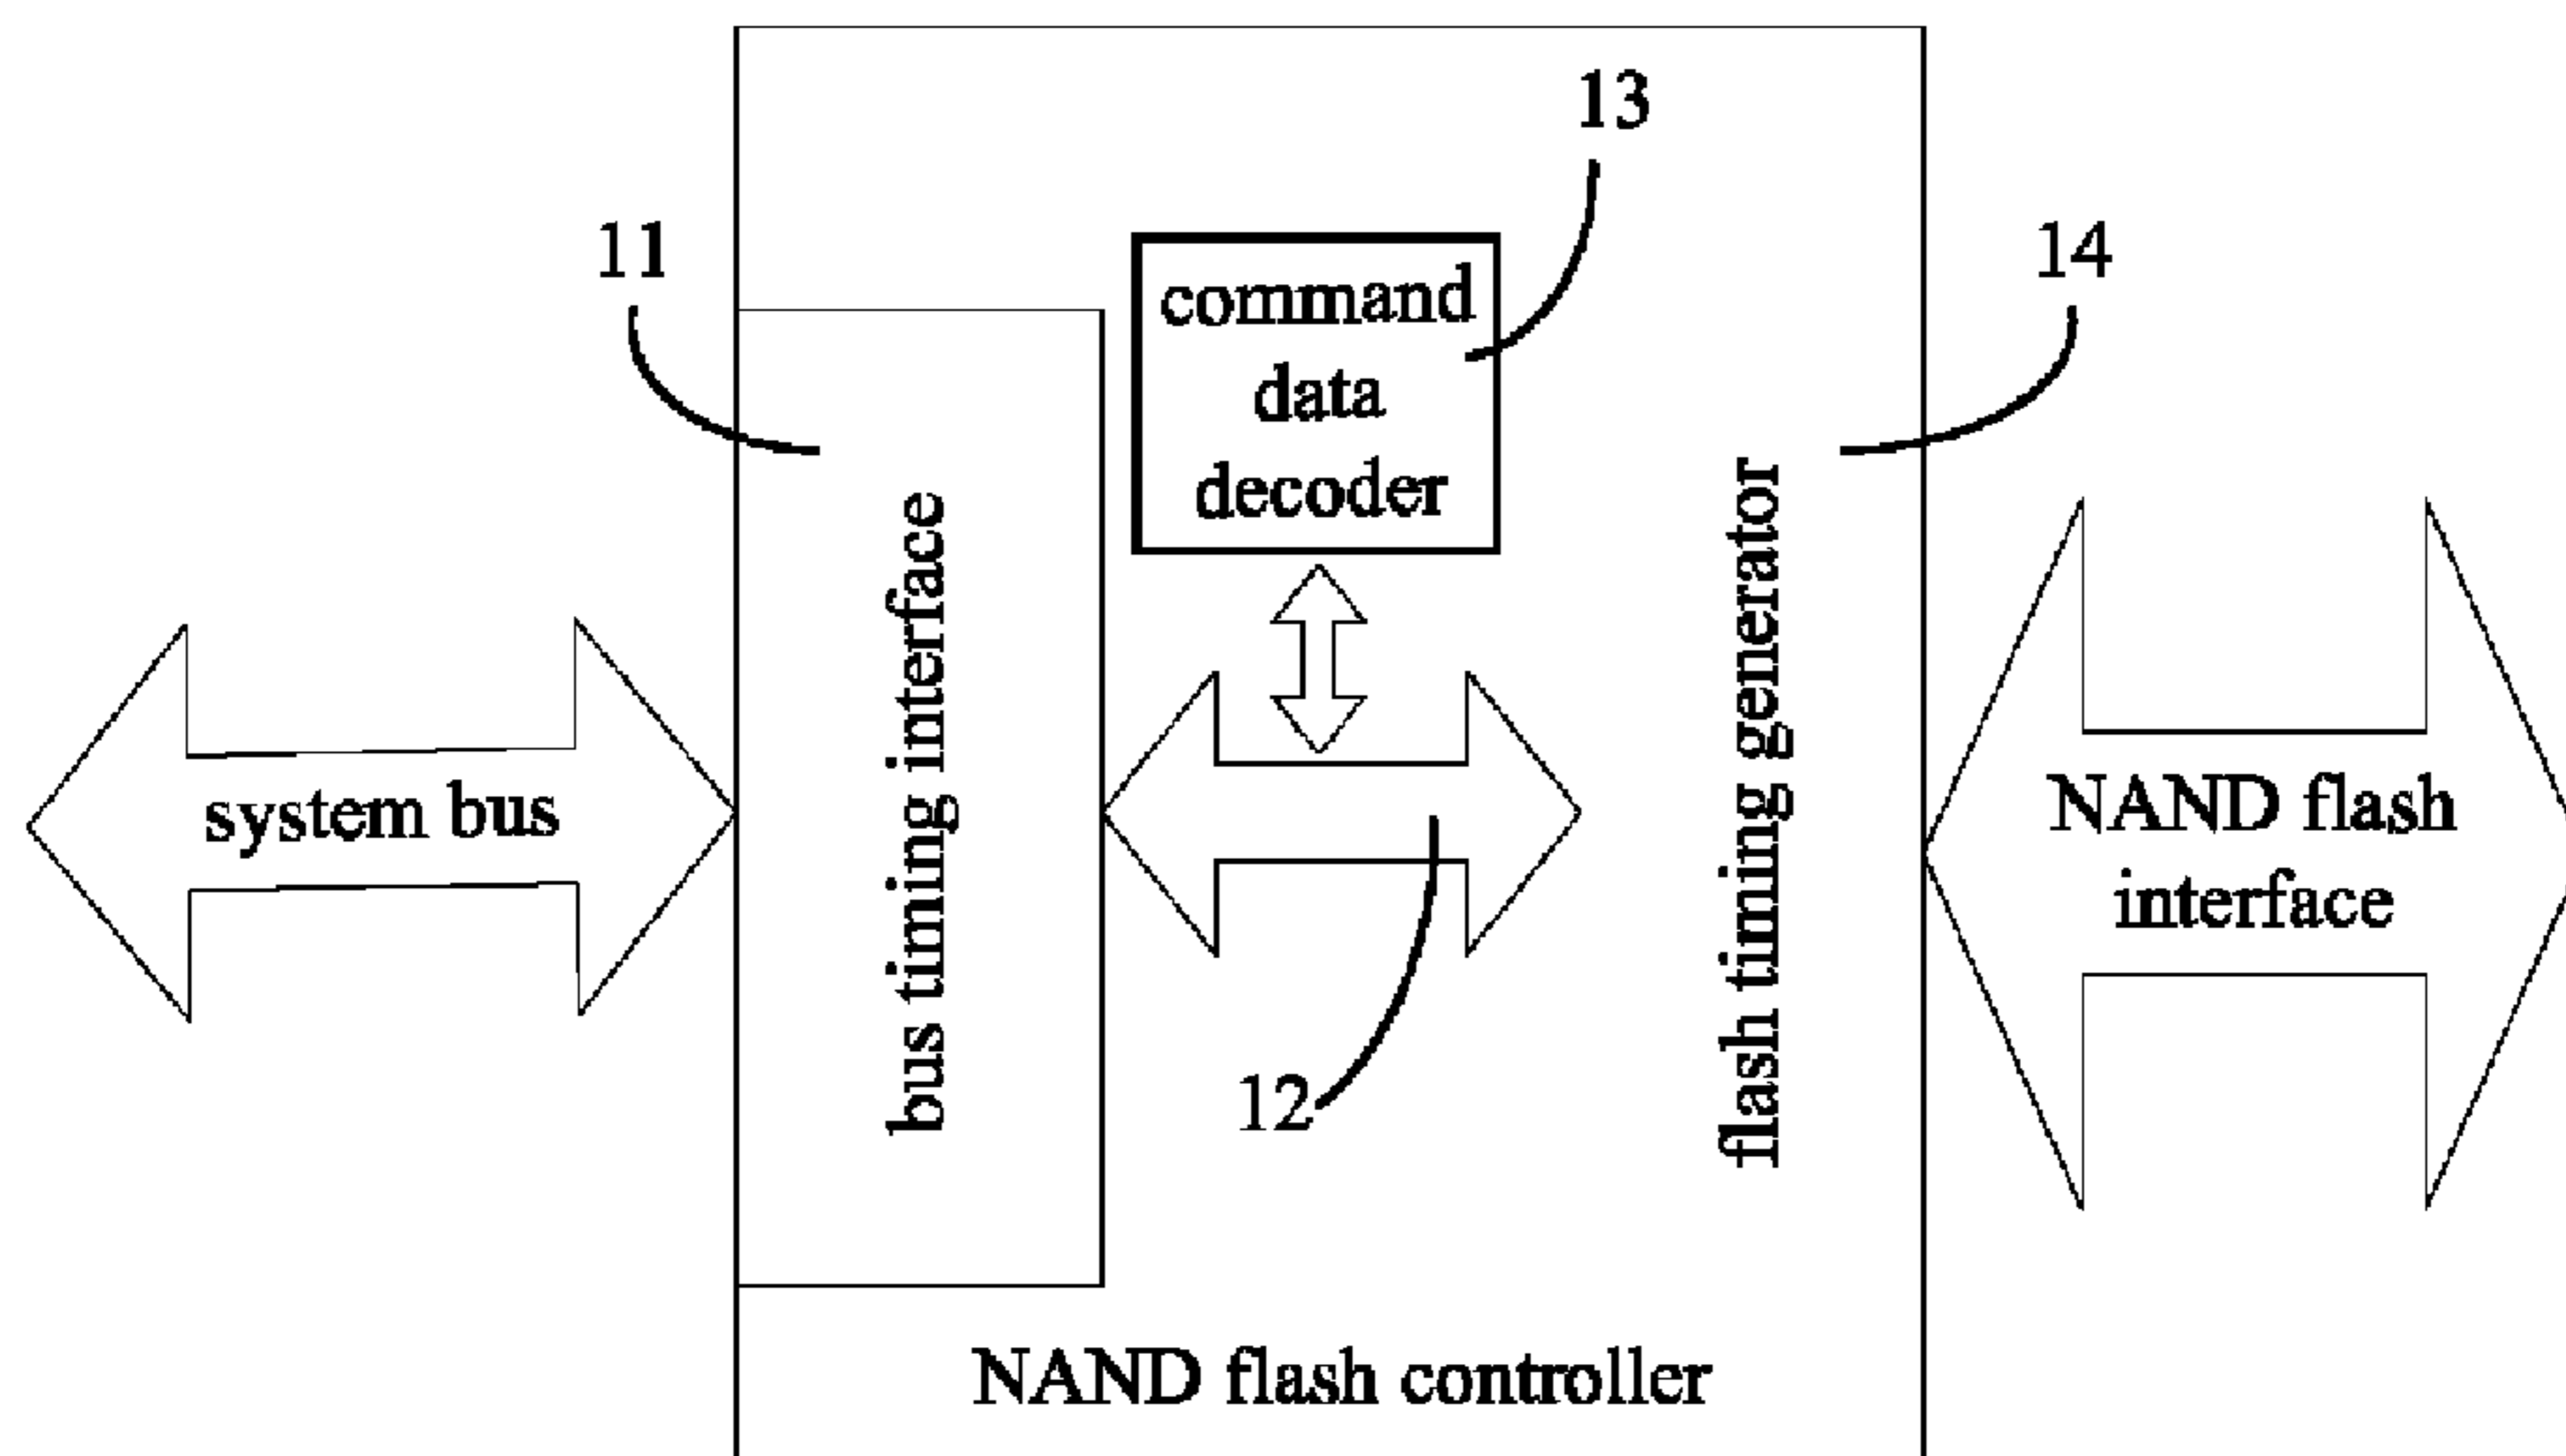 13
11
14
command
data
decoder
bus timing interface
flash timing generator
system bus
NAND flash
interface
12
NAND flash controller